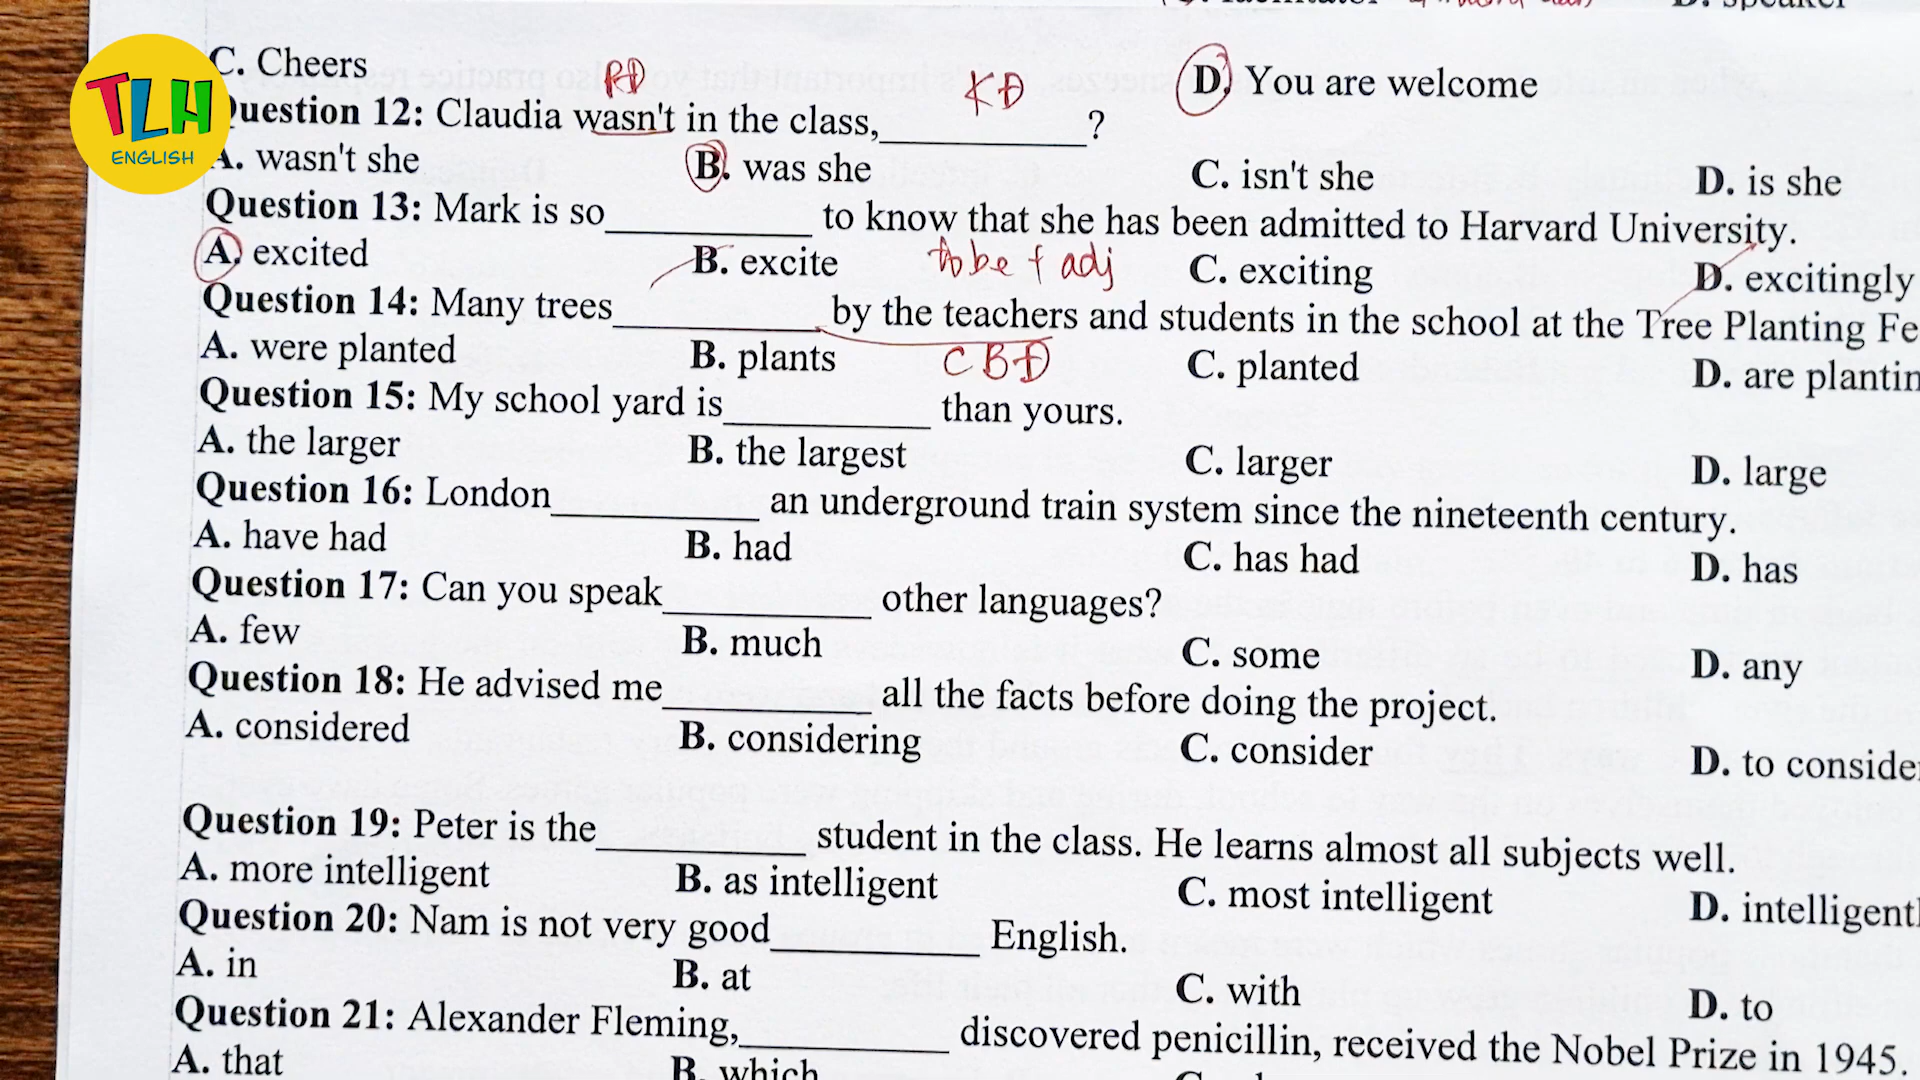 C. Cheers
D. You are welcome
TLH
ENGLISH
PĐ
KĐ
Question 12: Claudia wasn't in the class,__________?
A. wasn't she B. was she C. isn't she D. is she
Question 13: Mark is so__________ to know that she has been admitted to Harvard University.
A. excited B. excite C. exciting D. excitingly
to be + adj
Question 14: Many trees__________ by the teachers and students in the school at the Tree Planting Fe
A. were planted B. plants C. planted D. are plantin
CBĐ
Question 15: My school yard is__________ than yours.
A. the larger B. the largest C. larger D. large
Question 16: London__________ an underground train system since the nineteenth century.
A. have had B. had C. has had D. has
Question 17: Can you speak__________ other languages?
A. few B. much C. some D. any
Question 18: He advised me__________ all the facts before doing the project.
A. considered B. considering C. consider D. to conside
Question 19: Peter is the__________ student in the class. He learns almost all subjects well.
A. more intelligent B. as intelligent C. most intelligent D. intelligentl
Question 20: Nam is not very good__________ English.
A. in B. at C. with D. to
Question 21: Alexander Fleming,__________ discovered penicillin, received the Nobel Prize in 1945.
A. that B. which